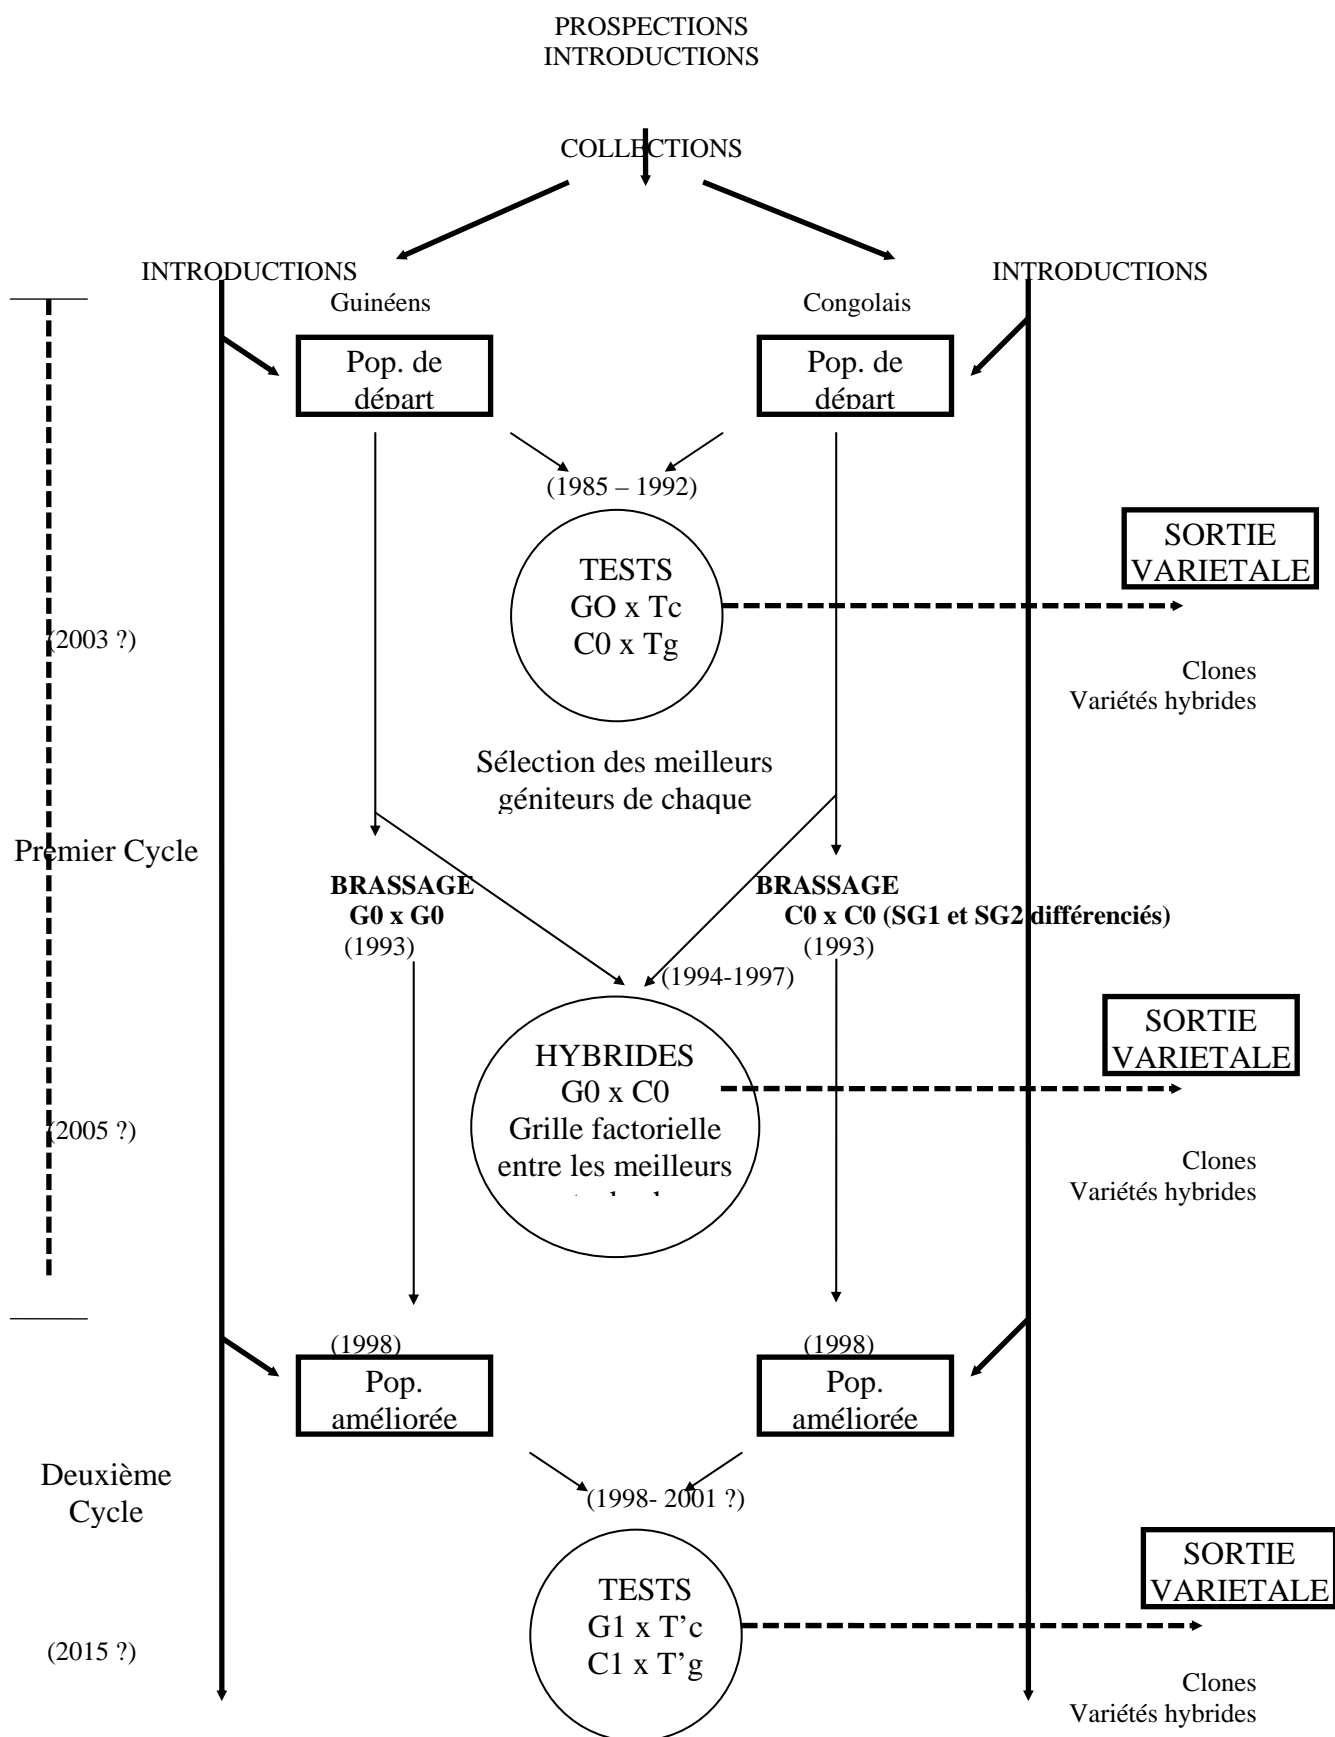 PROSPECTIONS
INTRODUCTIONS
COLLECTIONS
INTRODUCTIONS
INTRODUCTIONS
Guinéens
Congolais
Pop. de
départ
Pop. de
départ
(1985 – 1992)
TESTS
GO x Tc
C0 x Tg
SORTIE
VARIETALE
(2003 ?)
Clones
Variétés hybrides
Sélection des meilleurs
géniteurs de chaque
Premier Cycle
BRASSAGE
G0 x G0
(1993)
BRASSAGE
C0 x C0 (SG1 et SG2 différenciés)
(1993)
(1994-1997)
HYBRIDES
G0 x C0
Grille factorielle
entre les meilleurs
SORTIE
VARIETALE
(2005 ?)
Clones
Variétés hybrides
(1998)
(1998)
Pop.
améliorée
Pop.
améliorée
Deuxième
Cycle
(1998- 2001 ?)
TESTS
G1 x T’c
C1 x T’g
SORTIE
VARIETALE
(2015 ?)
Clones
Variétés hybrides